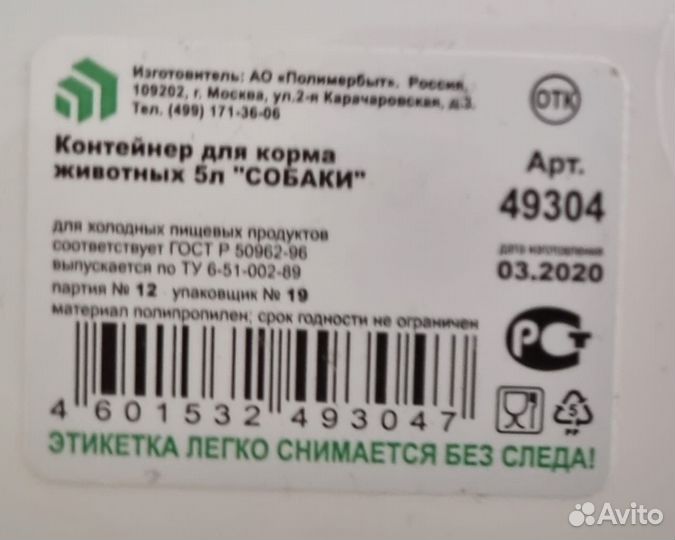 Изготовитель: АО «Полимербыт», Россия,
109202, г. Москва, ул.2-я Карачаровская, д.3.
Тел. (499) 171-36-06
ОТК
Контейнер для корма
животных 5л "СОБАКИ"
Арт.
49304
для холодных пищевых продуктов
соответствует ГОСТ Р 50962-96
выпускается по ТУ 6-51-002-89
дата изготовления
03.2020
партия № 12 упаковщик № 19
материал полипропилен; срок годности не ограничен
РСТ
4 601532 493047
5
PP
ЭТИКЕТКА ЛЕГКО СНИМАЕТСЯ БЕЗ СЛЕДА!
Avito